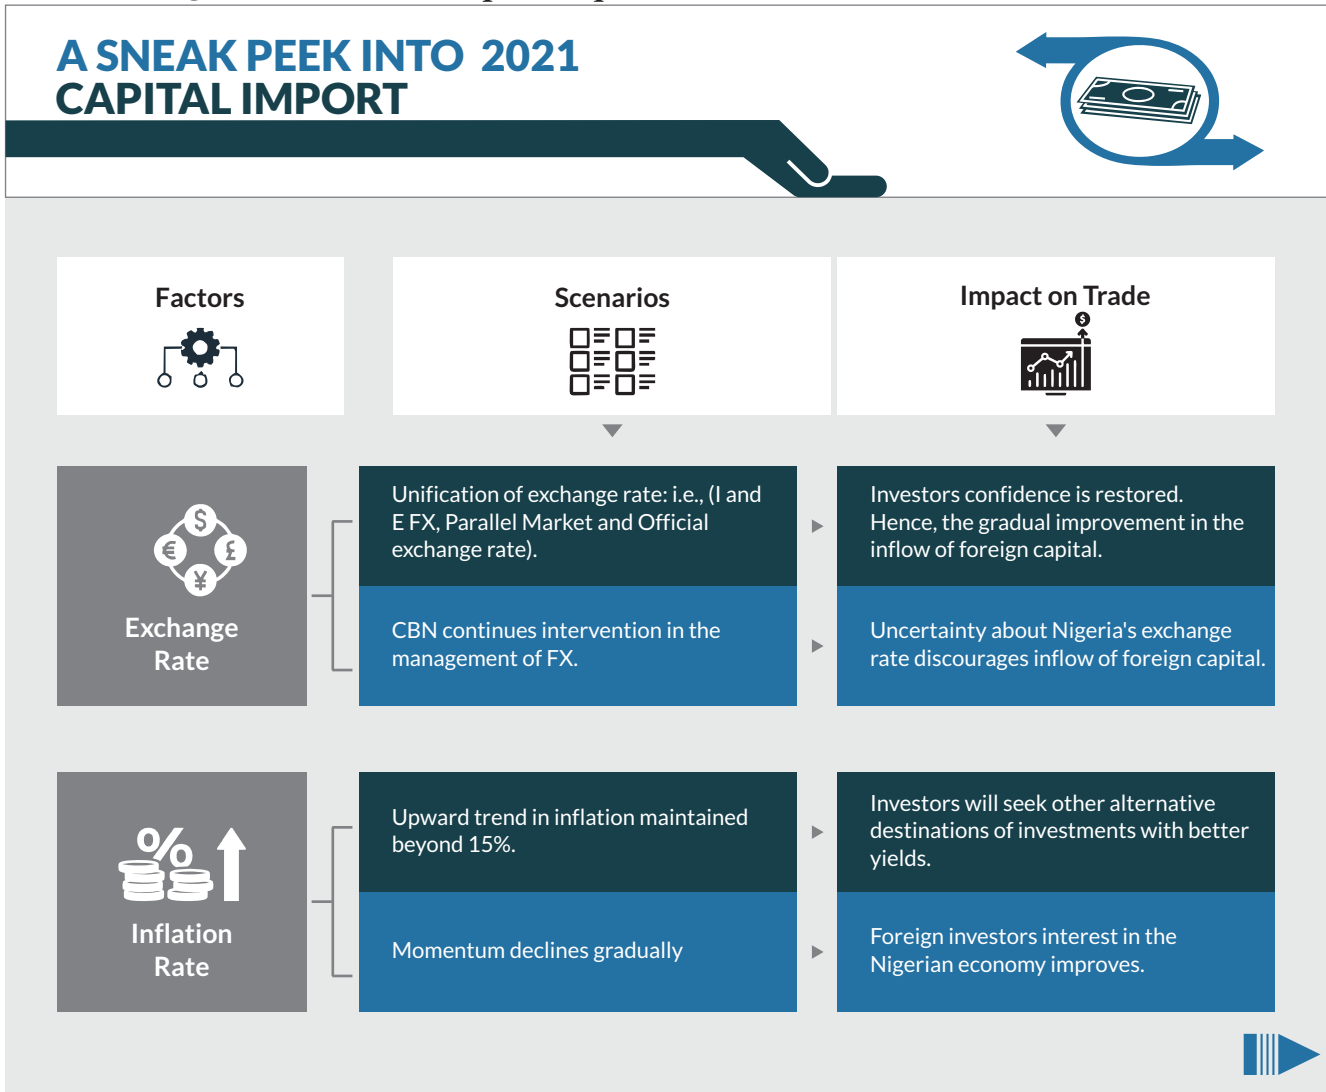 A SNEAK PEEK INTO 2021
CAPITAL IMPORT
Factors
Scenarios
Impact on Trade
$
$
€
£
¥
Exchange
Rate
Unification of exchange rate: i.e., (I and
E FX, Parallel Market and Official
exchange rate).
Investors confidence is restored.
Hence, the gradual improvement in the
inflow of foreign capital.
CBN continues intervention in the
management of FX.
Uncertainty about Nigeria's exchange
rate discourages inflow of foreign capital.
%
Inflation
Rate
Upward trend in inflation maintained
beyond 15%.
Investors will seek other alternative
destinations of investments with better
yields.
Momentum declines gradually
Foreign investors interest in the
Nigerian economy improves.